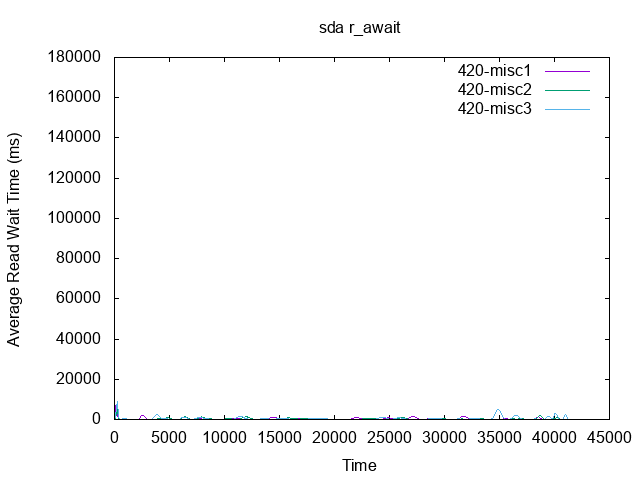 sda r_await
180000
160000
140000
120000
100000
80000
60000
40000
20000
0
Average Read Wait Time (ms)
420-misc1
420-misc2
420-misc3
0 5000 10000 15000 20000 25000 30000 35000 40000 45000
Time